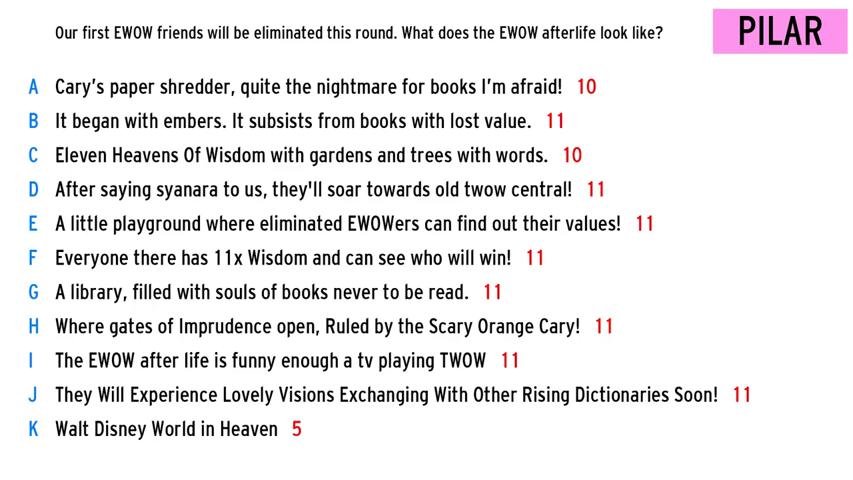 Our first EWOW friends will be eliminated this round. What does the EWOW afterlife look like?
PILAR
A Cary's paper shredder, quite the nightmare for books I'm afraid! 10
B It began with embers. It subsists from books with lost value. 11
C Eleven Heavens Of Wisdom with gardens and trees with words. 10
D After saying syanara to us, they'll soar towards old twow central! 11
E A little playground where eliminated EWOWers can find out their values! 11
F Everyone there has 11x Wisdom and can see who will win! 11
G A library, filled with souls of books never to be read. 11
H Where gates of Imprudence open, Ruled by the Scary Orange Cary! 11
I The EWOW after life is funny enough a tv playing TWOW 11
J They Will Experience Lovely Visions Exchanging With Other Rising Dictionaries Soon! 11
K Walt Disney World in Heaven 5